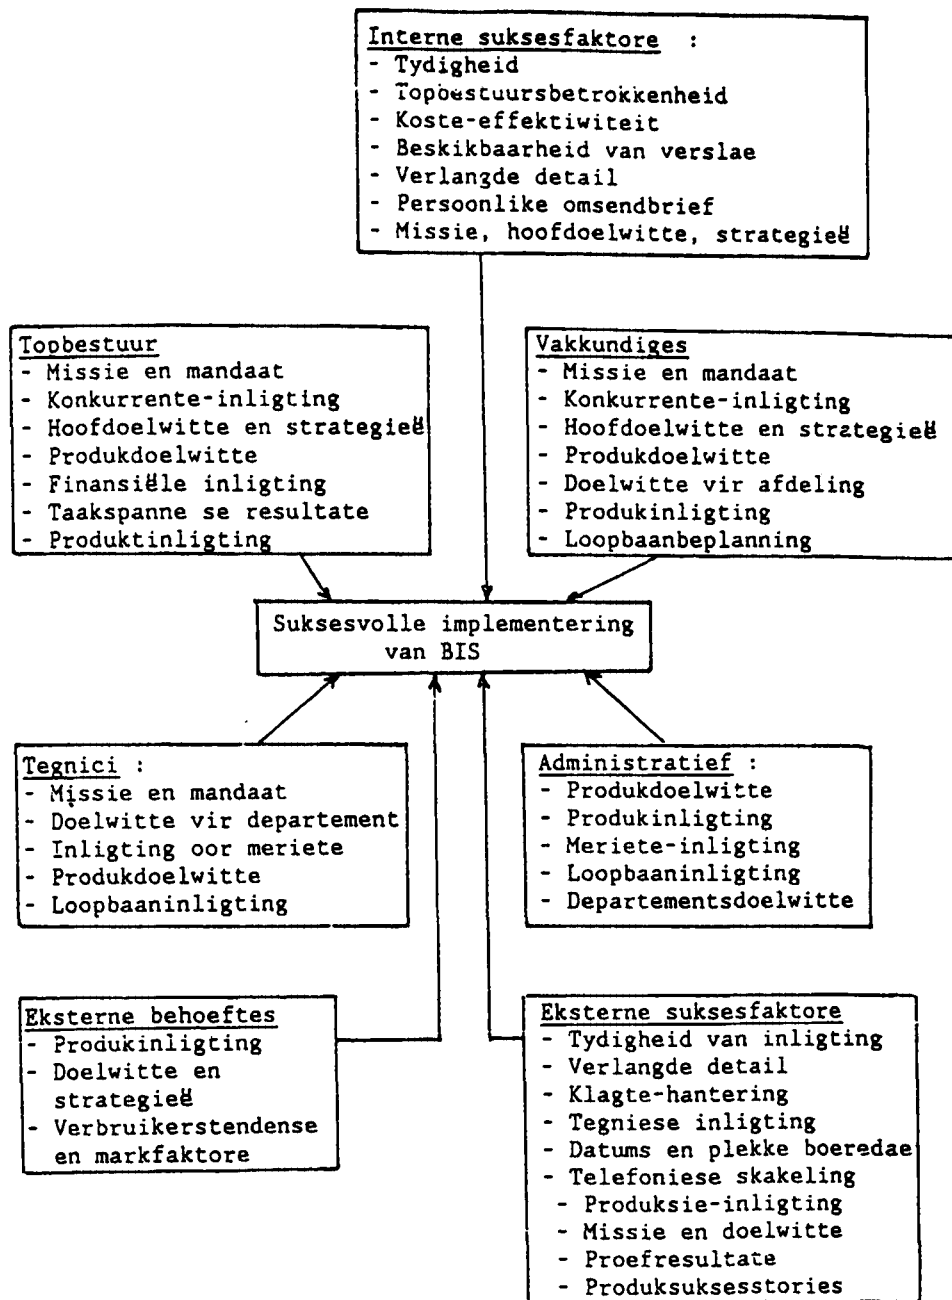 Interne suksesfaktore :
- Tydigheid
- Topbestuursbetrokkenheid
- Koste-effektiwiteit
- Beskikbaarheid van verslae
- Verlangde detail
- Persoonlike omsendbrief
- Missie, hoofdoelwitte, strategieë
Topbestuur
- Missie en mandaat
- Konkurrente-inligting
- Hoofdoelwitte en strategieë
- Produkdoelwitte
- Finansiële inligting
- Taakspanne se resultate
- Produktinligting
Vakkundiges
- Missie en mandaat
- Konkurrente-inligting
- Hoofdoelwitte en strategieë
- Produkdoelwitte
- Doelwitte vir afdeling
- Produkinligting
- Loopbaanbeplanning
Suksesvolle implementering
van BIS
Tegnici :
- Missie en mandaat
- Doelwitte vir departement
- Inligting oor meriete
- Produkdoelwitte
- Loopbaaninligting
Administratief :
- Produkdoelwitte
- Produkinligting
- Meriete-inligting
- Loopbaaninligting
- Departementsdoelwitte
Eksterne behoeftes
- Produkinligting
- Doelwitte en
strategieë
- Verbruikerstendense
en markfaktore
Eksterne suksesfaktore
- Tydigheid van inligting
- Verlangde detail
- Klagte-hantering
- Tegniese inligting
- Datums en plekke boeredae
- Telefoniese skakeling
- Produksie-inligting
- Missie en doelwitte
- Proefresultate
- Produksuksesstories